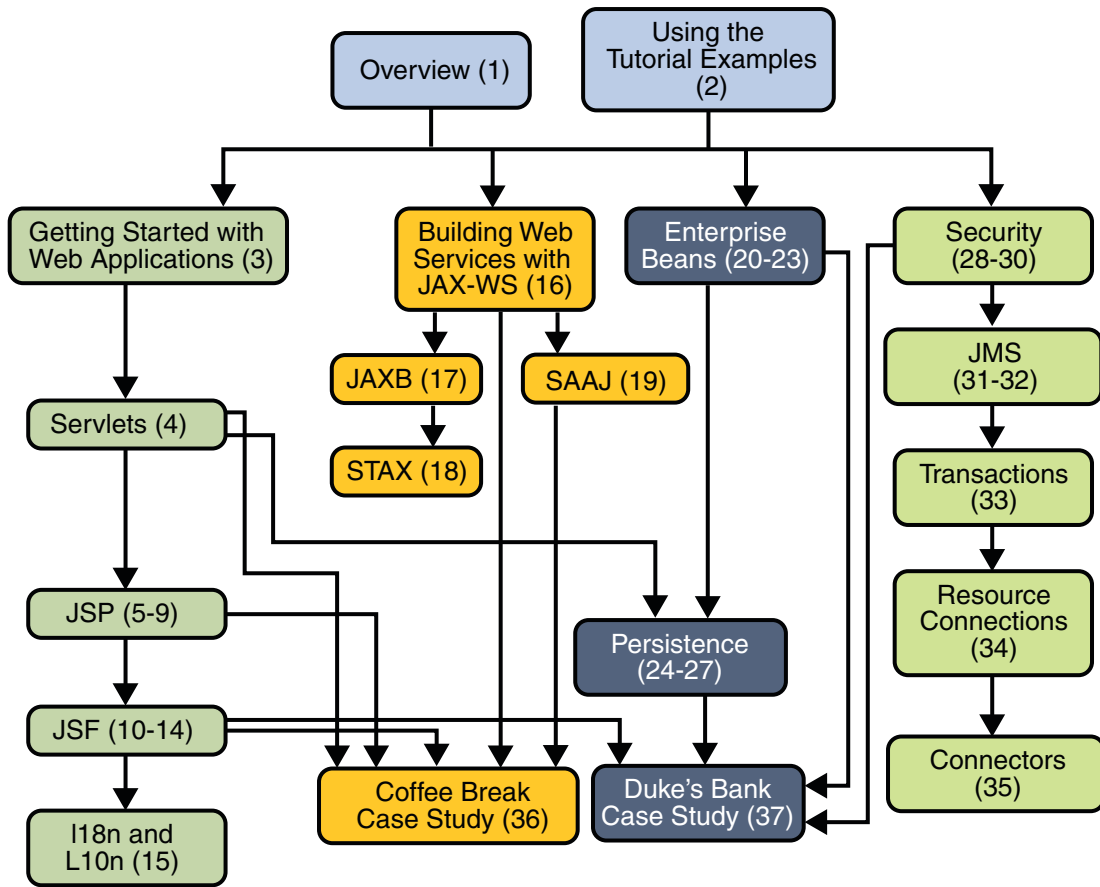 Overview (1)
Using the
Tutorial Examples
(2)
Getting Started with
Web Applications (3)
Building Web
Services with
JAX-WS (16)
Enterprise
Beans (20-23)
Security
(28-30)
JAXB (17)
SAAJ (19)
JMS
(31-32)
Servlets (4)
STAX (18)
Transactions
(33)
JSP (5-9)
Persistence
(24-27)
Resource
Connections
(34)
JSF (10-14)
Coffee Break
Case Study (36)
Duke’s Bank
Case Study (37)
Connectors
(35)
I18n and
L10n (15)